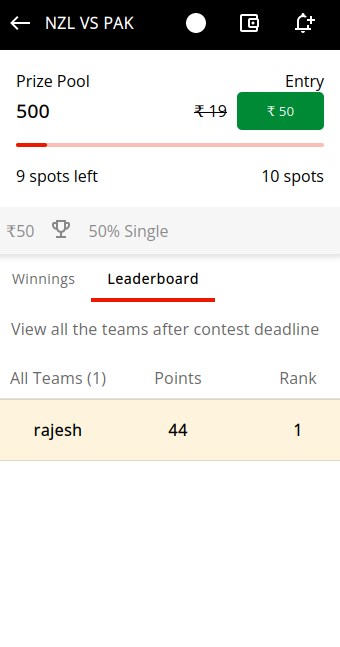 NZL VS PAK
Prize Pool Entry
500 ₹ 19 ₹ 50
9 spots left 10 spots
₹50 50% Single
Winnings Leaderboard
View all the teams after contest deadline
All Teams (1) Points Rank
rajesh 44 1